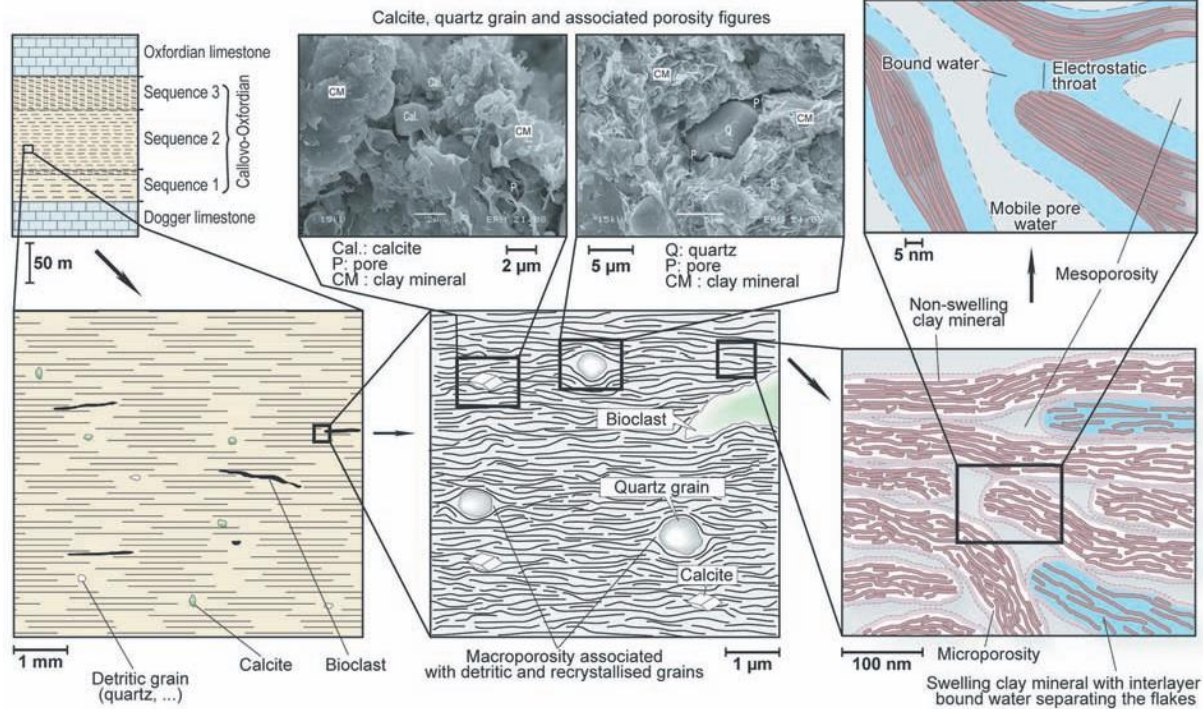 Calcite, quartz grain and associated porosity figures
Oxfordian limestone
Sequence 3
Sequence 2
Sequence 1
Callovo-Oxfordian
Dogger limestone
50 m
CM
Cal.
CM
P
15kU
Cal.: calcite
P: pore
CM : clay mineral
2 µm
CM
P
CM
Q
P
P
15kU
5 µm
Q: quartz
P: pore
CM : clay mineral
Bound water
Electrostatic
throat
Mobile pore
water
5 nm
Mesoporosity
Non-swelling
clay mineral
Bioclast
Quartz grain
Calcite
1 mm
Detritic grain
(quartz, ...)
Calcite
Bioclast
Macroporosity associated
with detritic and recrystallised grains
1 µm
100 nm
Microporosity
Swelling clay mineral with interlayer
bound water separating the flakes